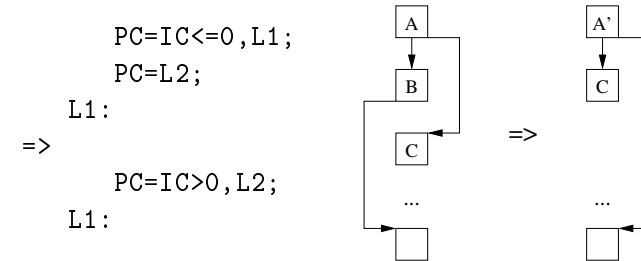 PC=IC<=0,L1;
PC=L2;
L1:
=>
PC=IC>0,L2;
L1:
A
B
C
...
=>
A'
C
...